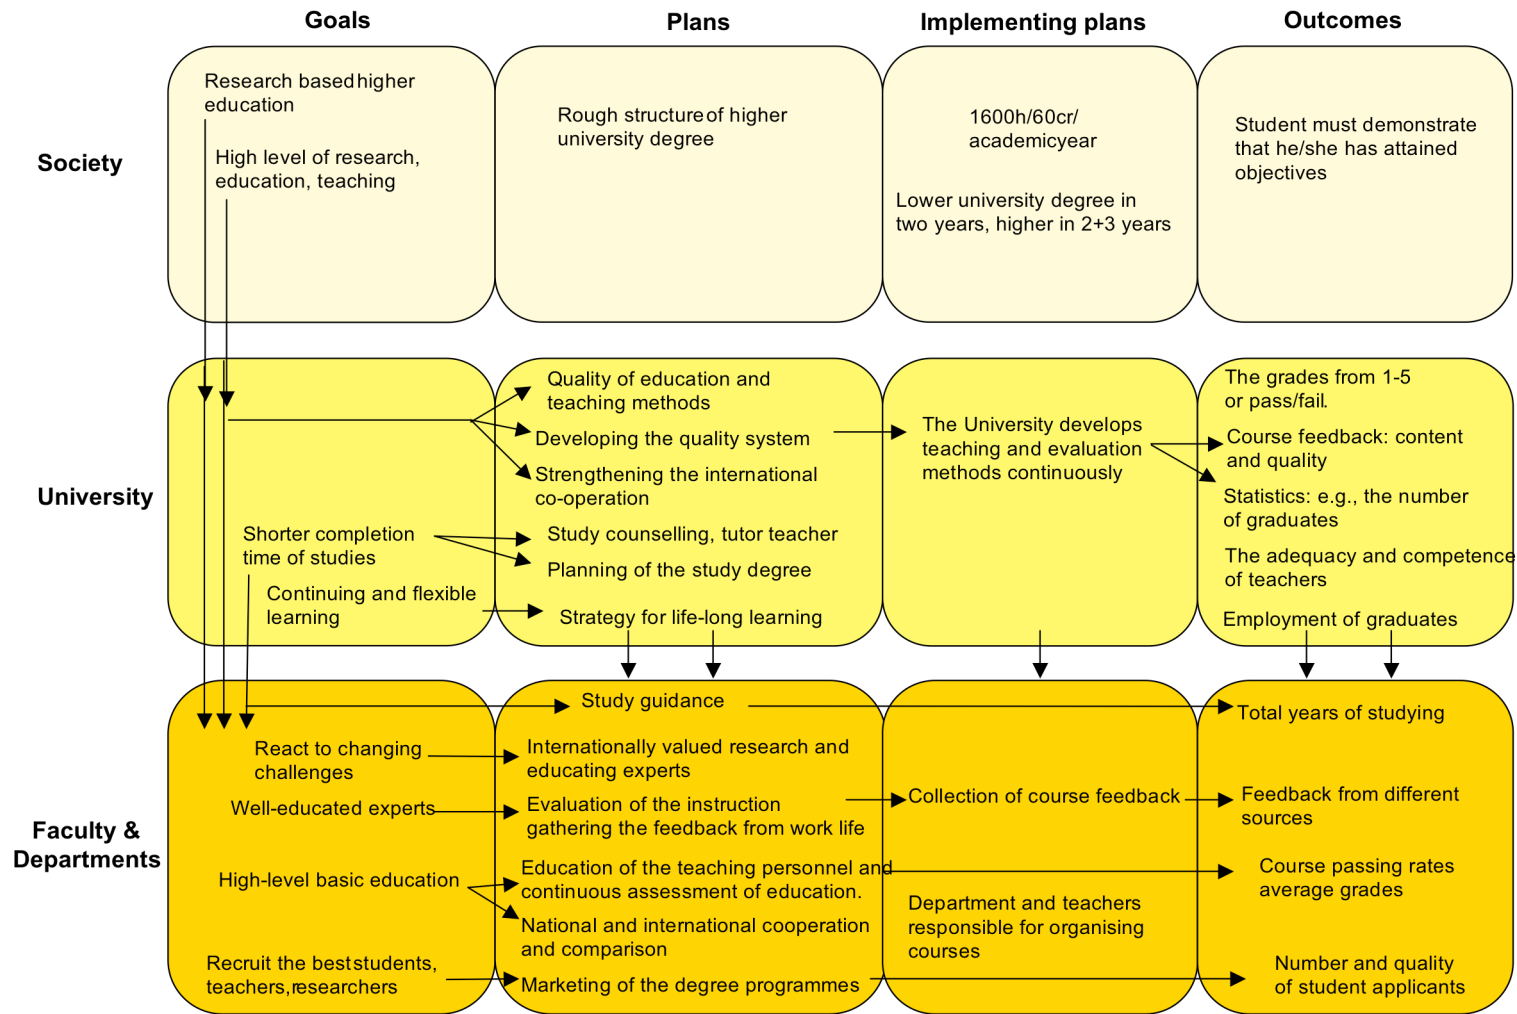 Goals
Plans
Implementing plans
Outcomes
Society
Research based higher
education
High level of research,
education, teaching
Rough structure of higher
university degree
1600h/60cr/
academicyear
Lower university degree in
two years, higher in 2+3 years
Student must demonstrate
that he/she has attained
objectives
University
Shorter completion
time of studies
Continuing and flexible
learning
Quality of education and
teaching methods
Developing the quality system
Strengthening the international
co-operation
Study counselling, tutor teacher
Planning of the study degree
Strategy for life-long learning
The University develops
teaching and evaluation
methods continuously
The grades from 1-5
or pass/fail.
Course feedback: content
and quality
Statistics: e.g., the number
of graduates
The adequacy and competence
of teachers
Employment of graduates
Faculty &
Departments
React to changing
challenges
Well-educated experts
High-level basic education
Recruit the best students,
teachers, researchers
Study guidance
Internationally valued research and
educating experts
Evaluation of the instruction
gathering the feedback from work life
Education of the teaching personnel and
continuous assessment of education.
National and international cooperation
and comparison
Marketing of the degree programmes
Collection of course feedback
Department and teachers
responsible for organising
courses
Total years of studying
Feedback from different
sources
Course passing rates
average grades
Number and quality
of student applicants